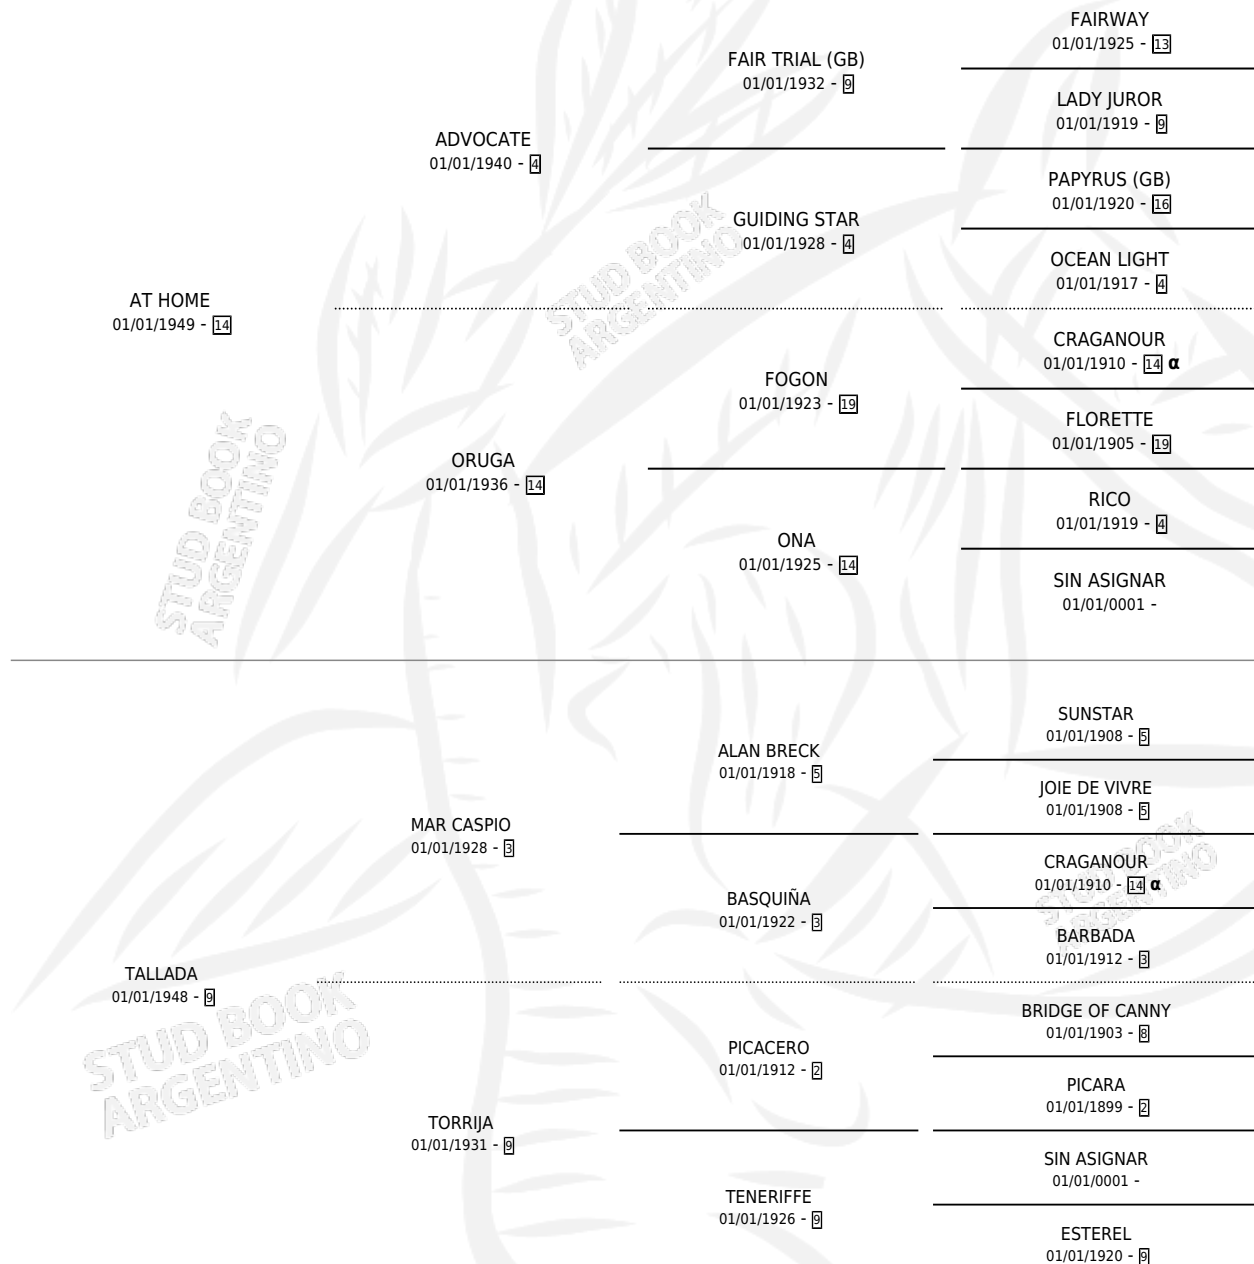 FAIRWAY
01/01/1925 - 13
FAIR TRIAL (GB)
01/01/1932 - 9
LADY JUROR
01/01/1919 - 9
ADVOCATE
01/01/1940 - 4
PAPYRUS (GB)
01/01/1920 - 16
GUIDING STAR
01/01/1928 - 4
OCEAN LIGHT
01/01/1917 - 4
AT HOME
01/01/1949 - 14
CRAGANOUR
01/01/1910 - 14 α
FOGON
01/01/1923 - 19
FLORETTE
01/01/1905 - 19
ORUGA
01/01/1936 - 14
RICO
01/01/1919 - 4
ONA
01/01/1925 - 14
SIN ASIGNAR
01/01/0001 -
SUNSTAR
01/01/1908 - 5
ALAN BRECK
01/01/1918 - 5
JOIE DE VIVRE
01/01/1908 - 5
MAR CASPIO
01/01/1928 - 3
CRAGANOUR
01/01/1910 - 14 α
BASQUIÑA
01/01/1922 - 3
BARBADA
01/01/1912 - 3
TALLADA
01/01/1948 - 9
BRIDGE OF CANNY
01/01/1903 - 8
PICACERO
01/01/1912 - 2
PICARA
01/01/1899 - 2
TORRIJA
01/01/1931 - 9
SIN ASIGNAR
01/01/0001 -
TENERIFFE
01/01/1926 - 9
ESTEREL
01/01/1920 - 9
STUD BOOK
ARGENTINO
STUD BOOK
ARGENTINO
STUD BOOK
ARGENTINO
STUD BOOK
ARGENTINO